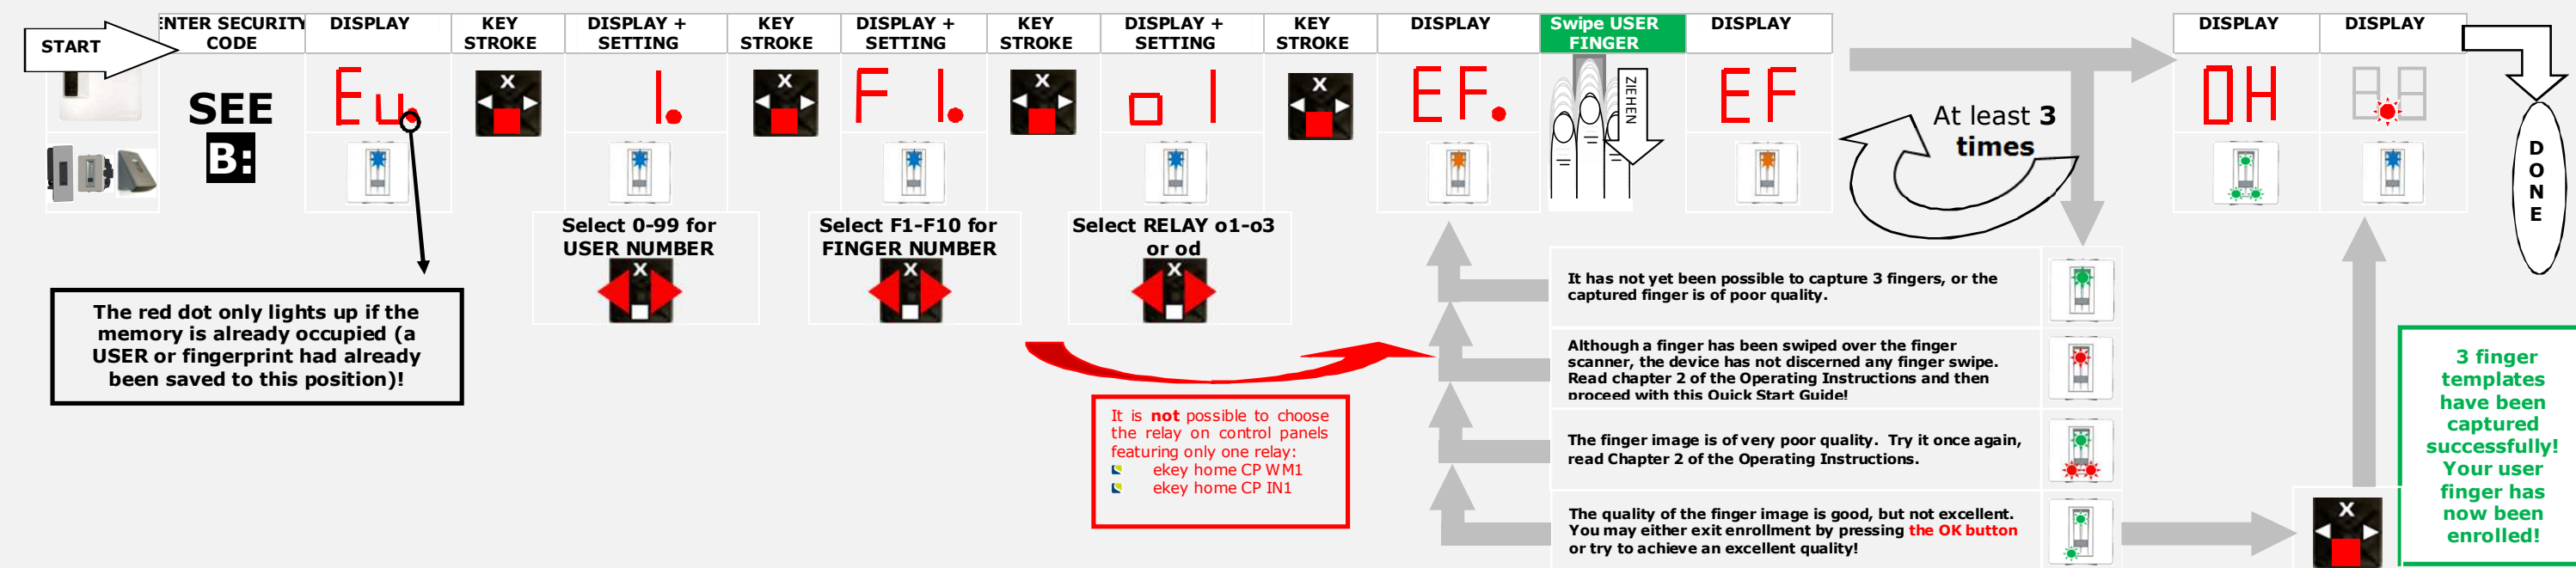 START
ENTER SECURITY
CODE
DISPLAY
KEY
STROKE
DISPLAY +
SETTING
KEY
STROKE
DISPLAY +
SETTING
KEY
STROKE
DISPLAY +
SETTING
KEY
STROKE
DISPLAY
Swipe USER
FINGER
DISPLAY
DISPLAY
DISPLAY
SEE
B:
Eu.
X
1.
X
F 1.
X
o 1
X
EF.
ZIEHEN
EF
At least 3
times
OH
D
O
N
E
Select 0-99 for
USER NUMBER
X
Select F1-F10 for
FINGER NUMBER
X
Select RELAY o1-o3
or od
X
The red dot only lights up if the
memory is already occupied (a
USER or fingerprint had already
been saved to this position)!
It is not possible to choose
the relay on control panels
featuring only one relay:
ekey home CP WM1
ekey home CP IN1
It has not yet been possible to capture 3 fingers, or the
captured finger is of poor quality.
Although a finger has been swiped over the finger
scanner, the device has not discerned any finger swipe.
Read chapter 2 of the Operating Instructions and then
proceed with this Quick Start Guide!
The finger image is of very poor quality. Try it once again,
read Chapter 2 of the Operating Instructions.
The quality of the finger image is good, but not excellent.
You may either exit enrollment by pressing the OK button
or try to achieve an excellent quality!
X
3 finger
templates
have been
captured
successfully!
Your user
finger has
now been
enrolled!